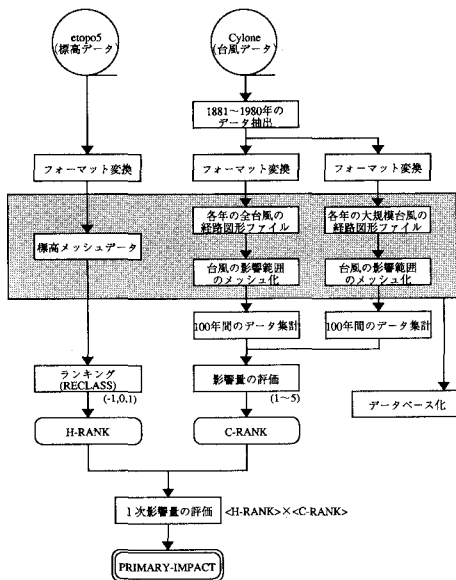 etopo5
(標高データ)
Cylone
(台風データ)
1881～1980年の
データ抽出
フォーマット変換
フォーマット変換
フォーマット変換
標高メッシュデータ
各年の全台風の
経路図形ファイル
各年の大規模台風の
経路図形ファイル
台風の影響範囲
のメッシュ化
台風の影響範囲
のメッシュ化
100年間のデータ集計
100年間のデータ集計
ランキング
(RECLASS)
(-1,0,1)
影響量の評価
(1～5)
データベース化
H-RANK
C-RANK
1次影響量の評価
<H-RANK>×<C-RANK>
PRIMARY-IMPACT